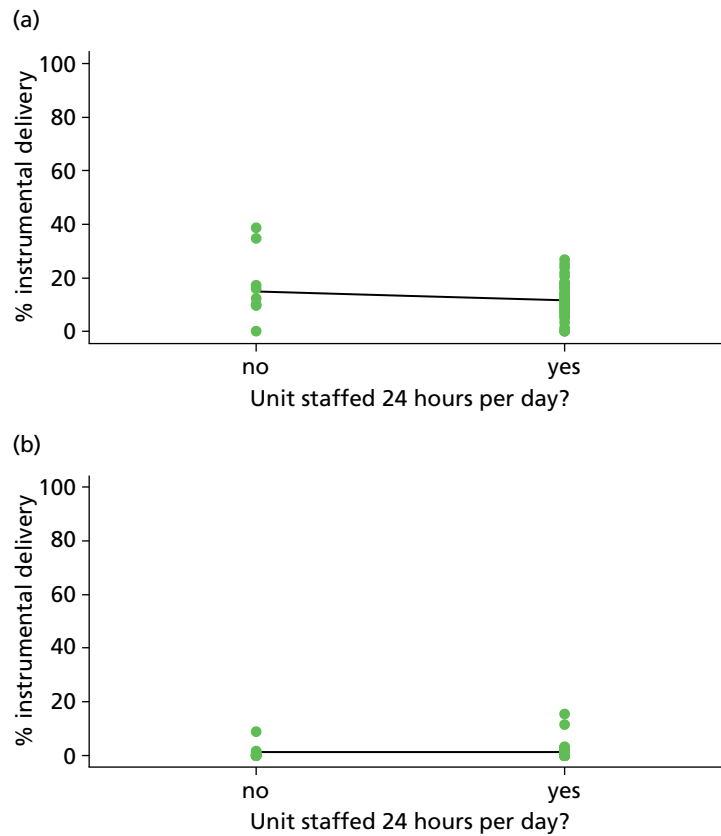 (a)
% instrumental delivery
100
80
60
40
20
0
no yes
Unit staffed 24 hours per day?
(b)
% instrumental delivery
100
80
60
40
20
0
no yes
Unit staffed 24 hours per day?